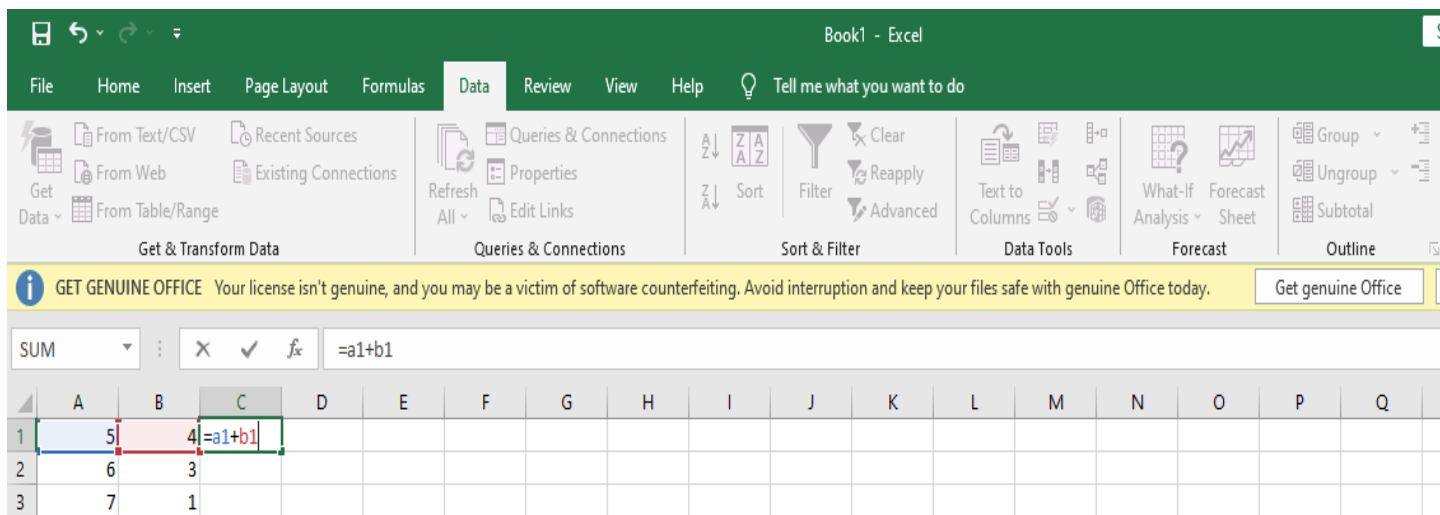 Book1 - Excel
File Home Insert Page Layout Formulas Data Review View Help Tell me what you want to do
From Text/CSV Recent Sources Queries & Connections Clear Group
From Web Existing Connections Properties Reapply Ungroup
Get Data From Table/Range Refresh All Edit Links Sort Filter Advanced Text to Columns What-If Analysis Forecast Sheet Subtotal
Get & Transform Data Queries & Connections Sort & Filter Data Tools Forecast Outline
GET GENUINE OFFICE Your license isn't genuine, and you may be a victim of software counterfeiting. Avoid interruption and keep your files safe with genuine Office today. Get genuine Office
SUM fx =a1+b1
A B C D E F G H I J K L M N O P Q
1 5 4 =a1+b1
2 6 3
3 7 1